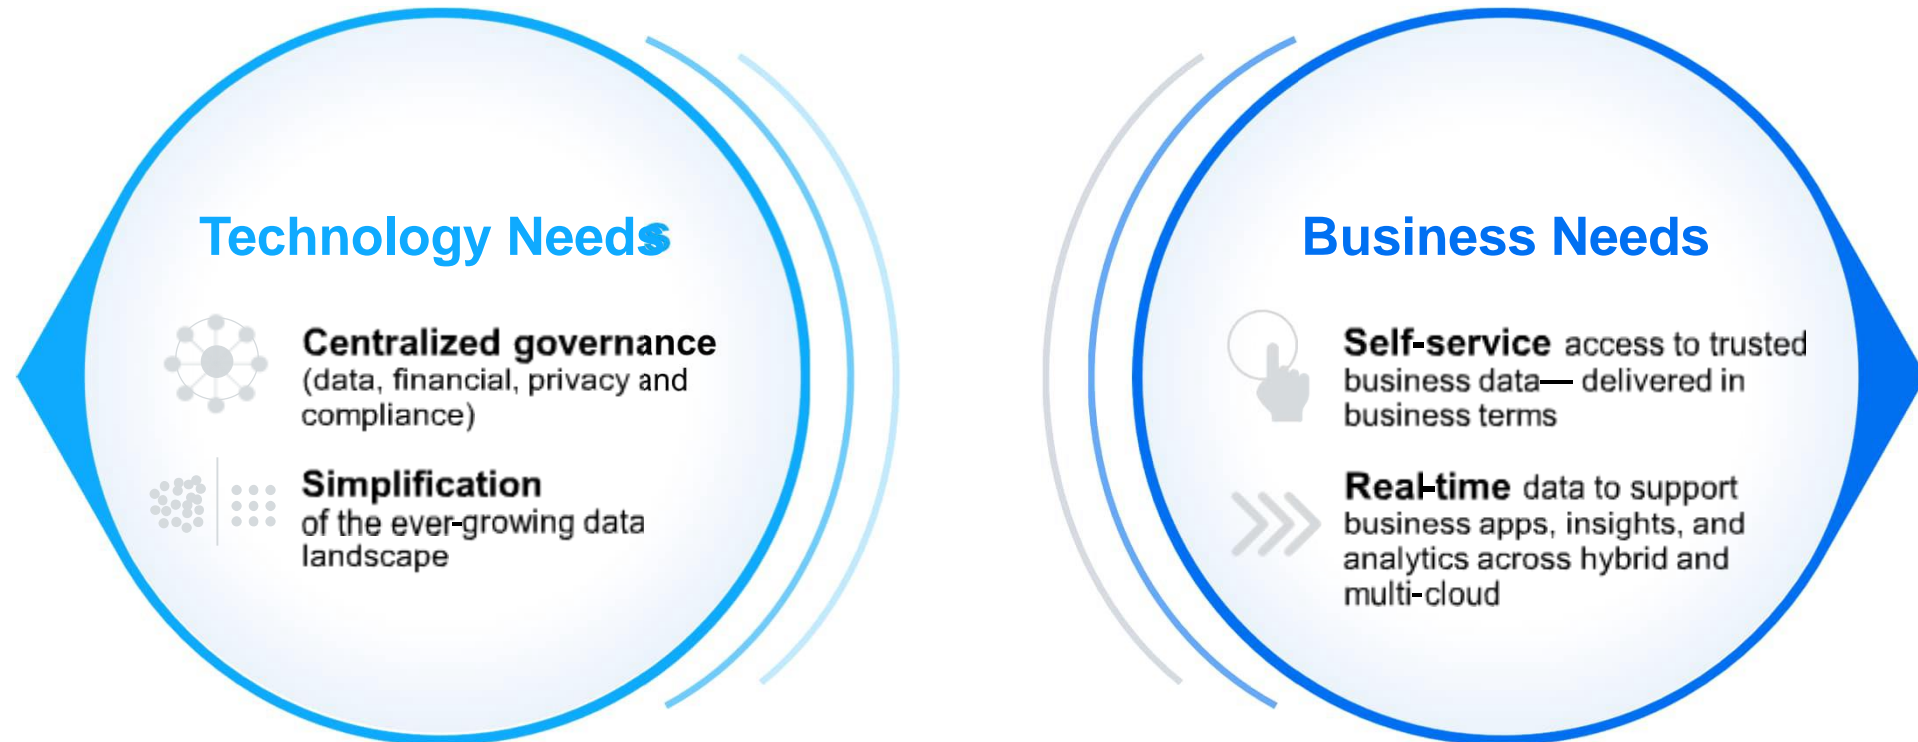 Technology Needs
Centralized governance
(data, financial, privacy and
compliance)
Simplification
of the ever-growing data
landscape
Business Needs
Self-service access to trusted
business data— delivered in
business terms
Real-time data to support
business apps, insights, and
analytics across hybrid and
multi-cloud